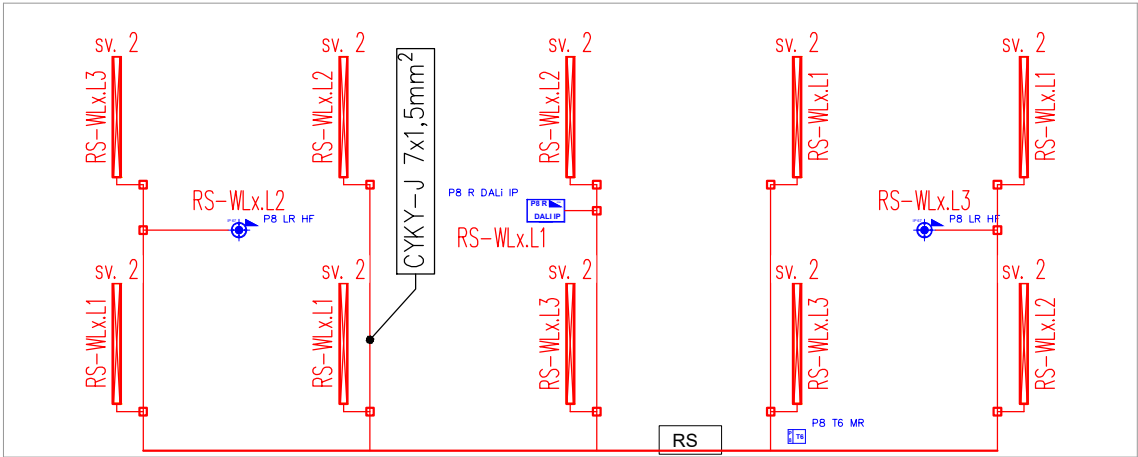 sv. 2
RS-WLx.L3
sv. 2
RS-WLx.L2
CYKY-J 7x1,5mm²
sv. 2
RS-WLx.L2
sv. 2
RS-WLx.L1
sv. 2
RS-WLx.L1
RS-WLx.L2
P8 LR HF
P8 R DALi IP
P8 R
DALI IP
RS-WLx.L1
RS-WLx.L3
P8 LR HF
sv. 2
RS-WLx.L1
sv. 2
RS-WLx.L1
sv. 2
RS-WLx.L3
sv. 2
RS-WLx.L3
sv. 2
RS-WLx.L2
P8 T6 MR
P8 T6
RS